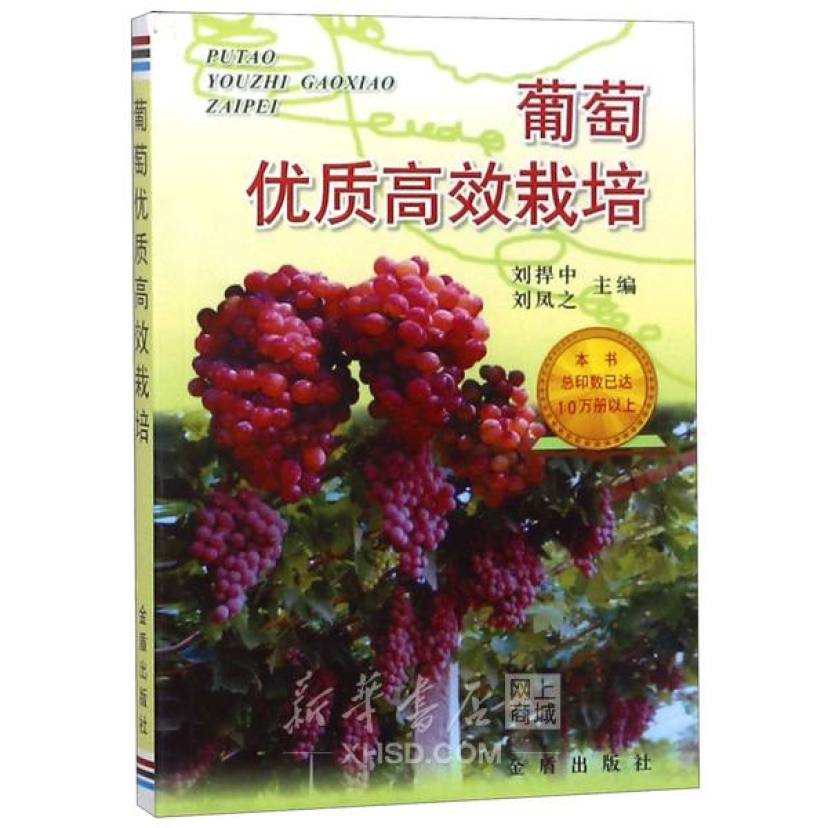 PUTAO
YOUZHI GAOXIAO
ZAIPEI
葡萄
优质高效栽培
刘捍中
刘凤之 主编
本书
总印数已达
10万册以上
金盾出版社
葡萄优质高效栽培
金盾出版社
新华书店
网上
商城
XHSD.COM